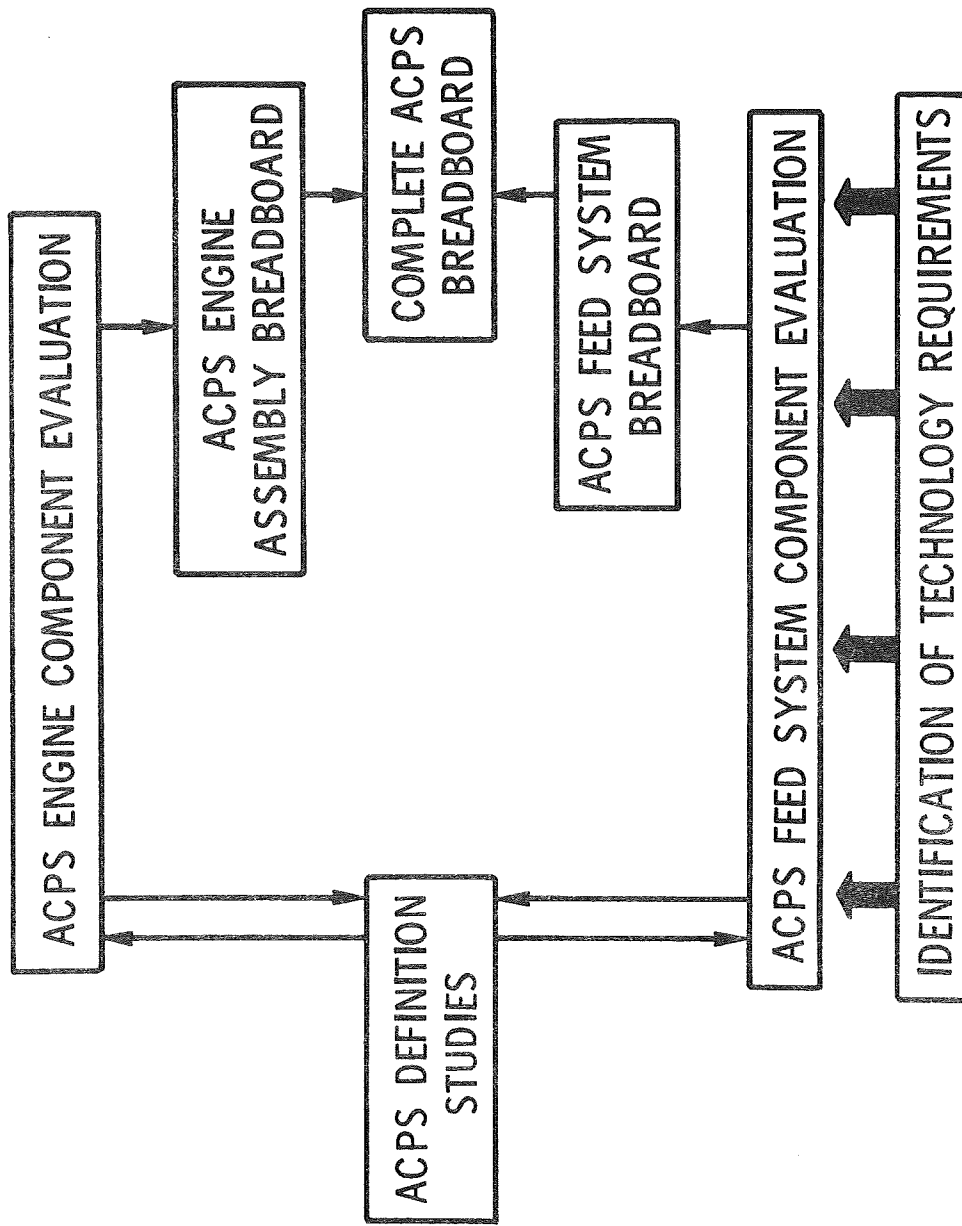 ACPS ENGINE COMPONENT EVALUATION
ACPS ENGINE
ASSEMBLY BREADBOARD
ACPS DEFINITION
STUDIES
COMPLETE ACPS
BREADBOARD
ACPS FEED SYSTEM
BREADBOARD
ACPS FEED SYSTEM COMPONENT EVALUATION
IDENTIFICATION OF TECHNOLOGY REQUIREMENTS